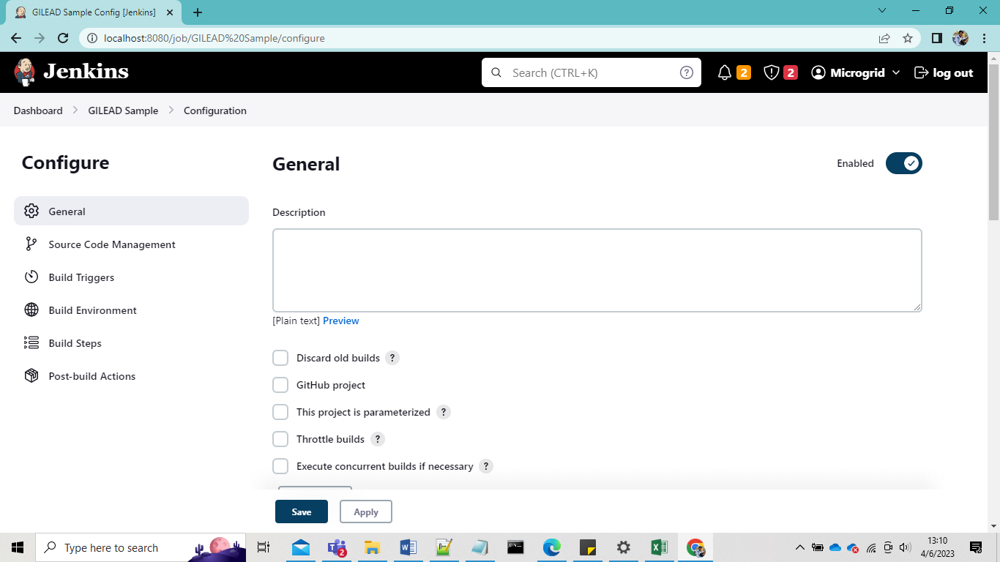 GILEAD Sample Config [Jenkins]
localhost:8080/job/GILEAD%20Sample/configure
Jenkins
Search (CTRL+K)
?
2
2
Microgrid
log out
Dashboard
GILEAD Sample
Configuration
Configure
General
Source Code Management
Build Triggers
Build Environment
Build Steps
Post-build Actions
General
Enabled
Description
[Plain text] Preview
Discard old builds ?
GitHub project
This project is parameterized ?
Throttle builds ?
Execute concurrent builds if necessary ?
Save
Apply
Type here to search
2
13:10
4/6/2023